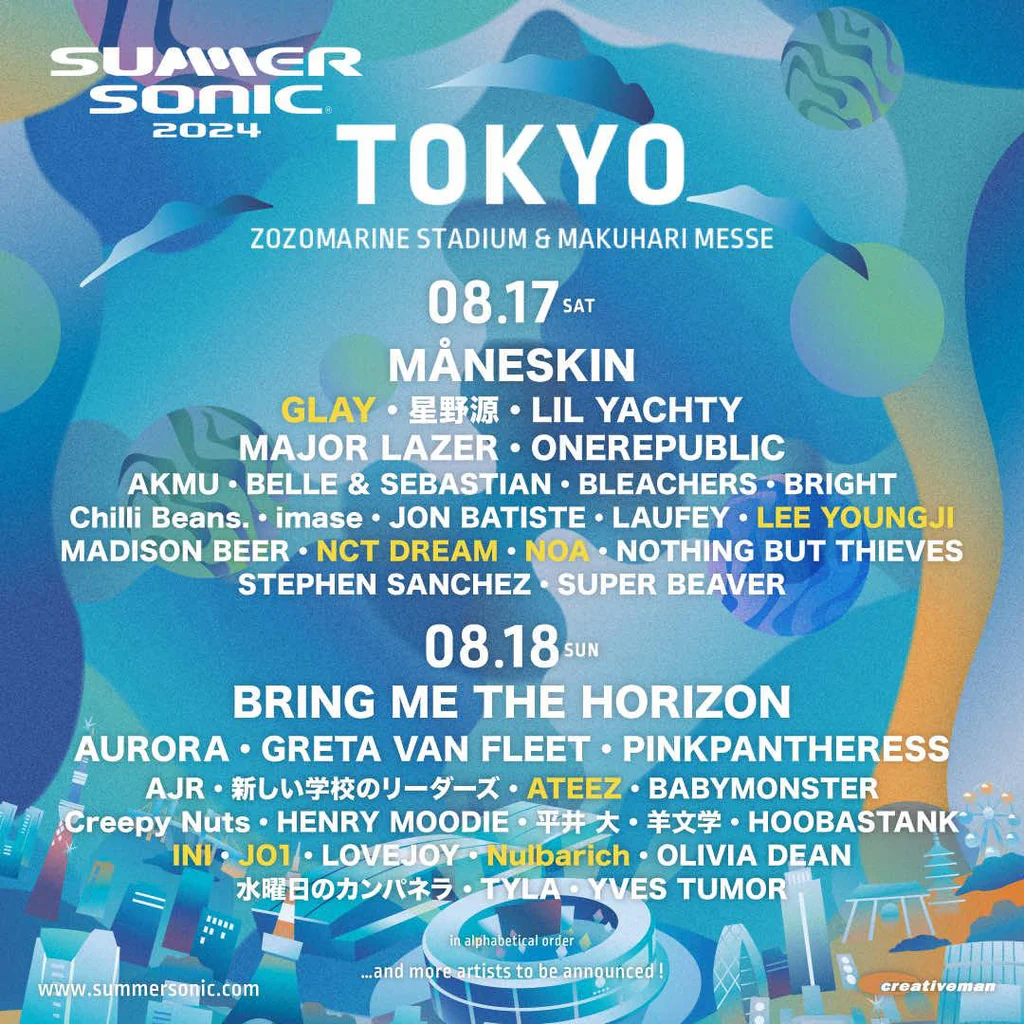 SUMMER
SONIC®
2024
TOKYO
ZOZOMARINE STADIUM & MAKUHARI MESSE
08.17 SAT
MÅNESKIN
GLAY・星野源・LIL YACHTY
MAJOR LAZER・ONEREPUBLIC
AKMU・BELLE & SEBASTIAN・BLEACHERS・BRIGHT
Chilli Beans.・imase・JON BATISTE・LAUFEY・LEE YOUNGJI
MADISON BEER・NCT DREAM・NOA・NOTHING BUT THIEVES
STEPHEN SANCHEZ・SUPER BEAVER
08.18 SUN
BRING ME THE HORIZON
AURORA・GRETA VAN FLEET・PINKPANTHERESS
AJR・新しい学校のリーダーズ・ATEEZ・BABYMONSTER
Creepy Nuts・HENRY MOODIE・平井 大・羊文学・HOOBASTANK
INI・JO1・LOVEJOY・Nulbarich・OLIVIA DEAN
水曜日のカンパネラ・TYLA・YVES TUMOR
in alphabetical order
...and more artists to be announced!
www.summersonic.com
creativeman